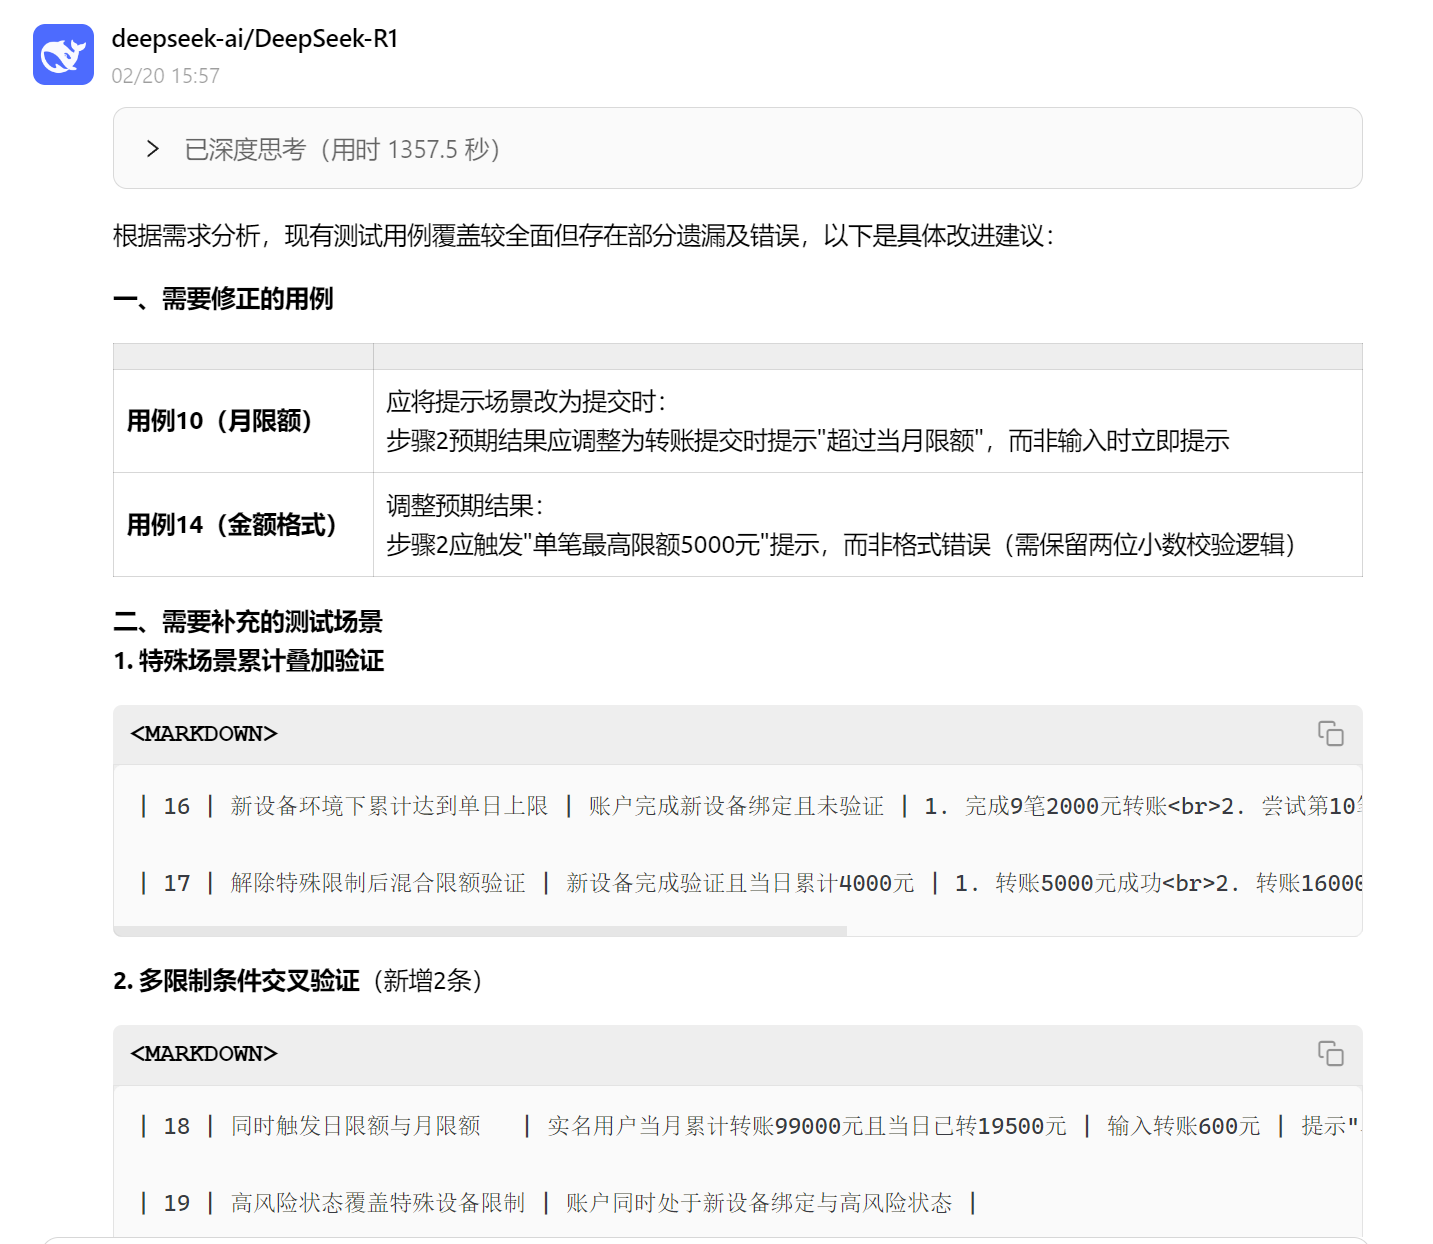 deepseek-ai/DeepSeek-R1
02/20 15:57
已深度思考（用时 1357.5 秒）
根据需求分析，现有测试用例覆盖较全面但存在部分遗漏及错误，以下是具体改进建议：
一、需要修正的用例
用例10（月限额）
应将提示场景改为提交时：
步骤2预期结果应调整为转账提交时提示"超过当月限额"，而非输入时立即提示
用例14（金额格式）
调整预期结果：
步骤2应触发"单笔最高限额5000元"提示，而非格式错误（需保留两位小数校验逻辑）
二、需要补充的测试场景
1. 特殊场景累计叠加验证
<MARKDOWN>
| 16 | 新设备环境下累计达到单日上限 | 账户完成新设备绑定且未验证 | 1. 完成9笔2000元转账<br>2. 尝试第10笔
| 17 | 解除特殊限制后混合限额验证 | 新设备完成验证且当日累计4000元 | 1. 转账5000元成功<br>2. 转账16000
2. 多限制条件交叉验证（新增2条）
<MARKDOWN>
| 18 | 同时触发日限额与月限额 | 实名用户当月累计转账99000元且当日已转19500元 | 输入转账600元 | 提示"
| 19 | 高风险状态覆盖特殊设备限制 | 账户同时处于新设备绑定与高风险状态 |